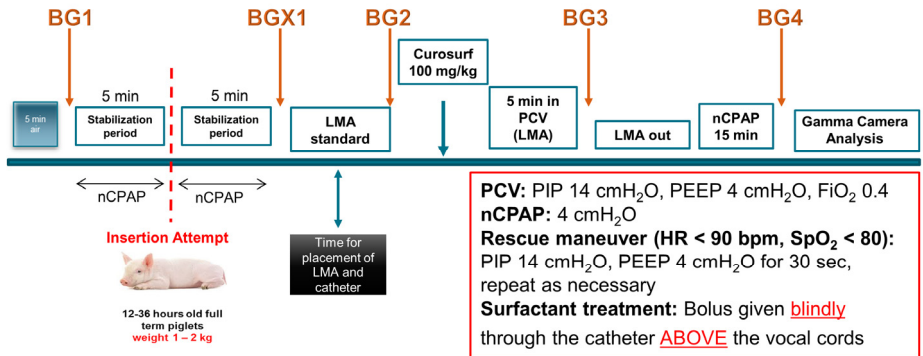 BG1
BGX1
BG2
BG3
BG4
Curosurf
100 mg/kg
5 min
air
5 min
Stabilization
period
5 min
Stabilization
period
LMA
standard
5 min in
PCV
(LMA)
LMA out
nCPAP
15 min
Gamma Camera
Analysis
nCPAP
nCPAP
Insertion Attempt
12-36 hours old full
term piglets
weight 1 – 2 kg
Time for
placement of
LMA and
catheter
PCV: PIP 14 cmH₂O, PEEP 4 cmH₂O, FiO₂ 0.4
nCPAP: 4 cmH₂O
Rescue maneuver (HR < 90 bpm, SpO₂ < 80):
PIP 14 cmH₂O, PEEP 4 cmH₂O for 30 sec,
repeat as necessary
Surfactant treatment: Bolus given blindly
through the catheter ABOVE the vocal cords